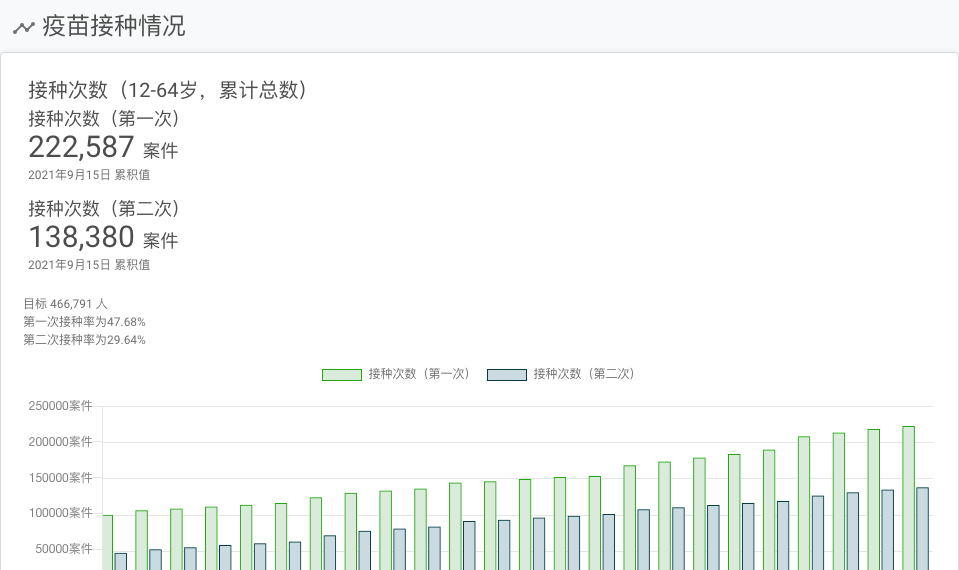 疫苗接种情况
接种次数（12-64岁，累计总数）
接种次数（第一次）
222,587 案件
2021年9月15日 累积值
接种次数（第二次）
138,380 案件
2021年9月15日 累积值
目标 466,791 人
第一次接种率为47.68%
第二次接种率为29.64%
接种次数（第一次） 接种次数（第二次）
250000案件
200000案件
150000案件
100000案件
50000案件